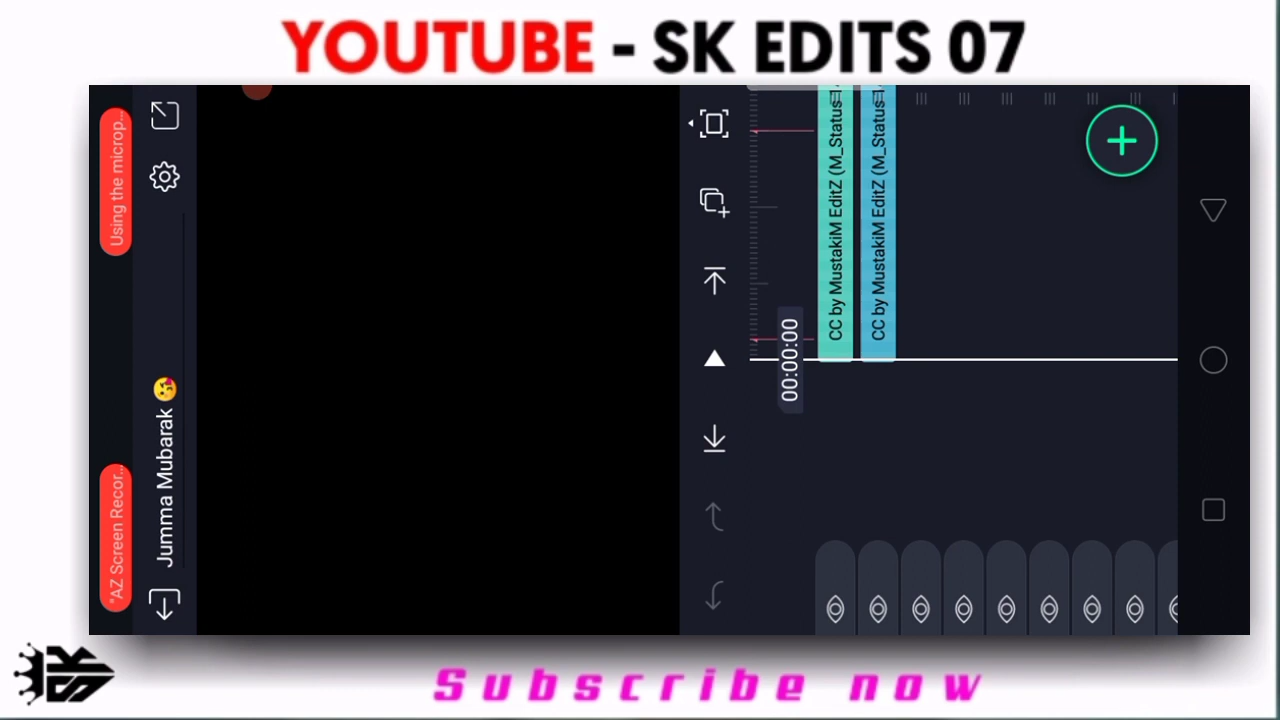 YOUTUBE - SK EDITS 07
"AZ Screen Recor...
Using the microp...
Jumma Mubarak 😘
00:00:00
CC by MustakiM EditZ (M_Status
CC by MustakiM EditZ (M_Status
Subscribe now